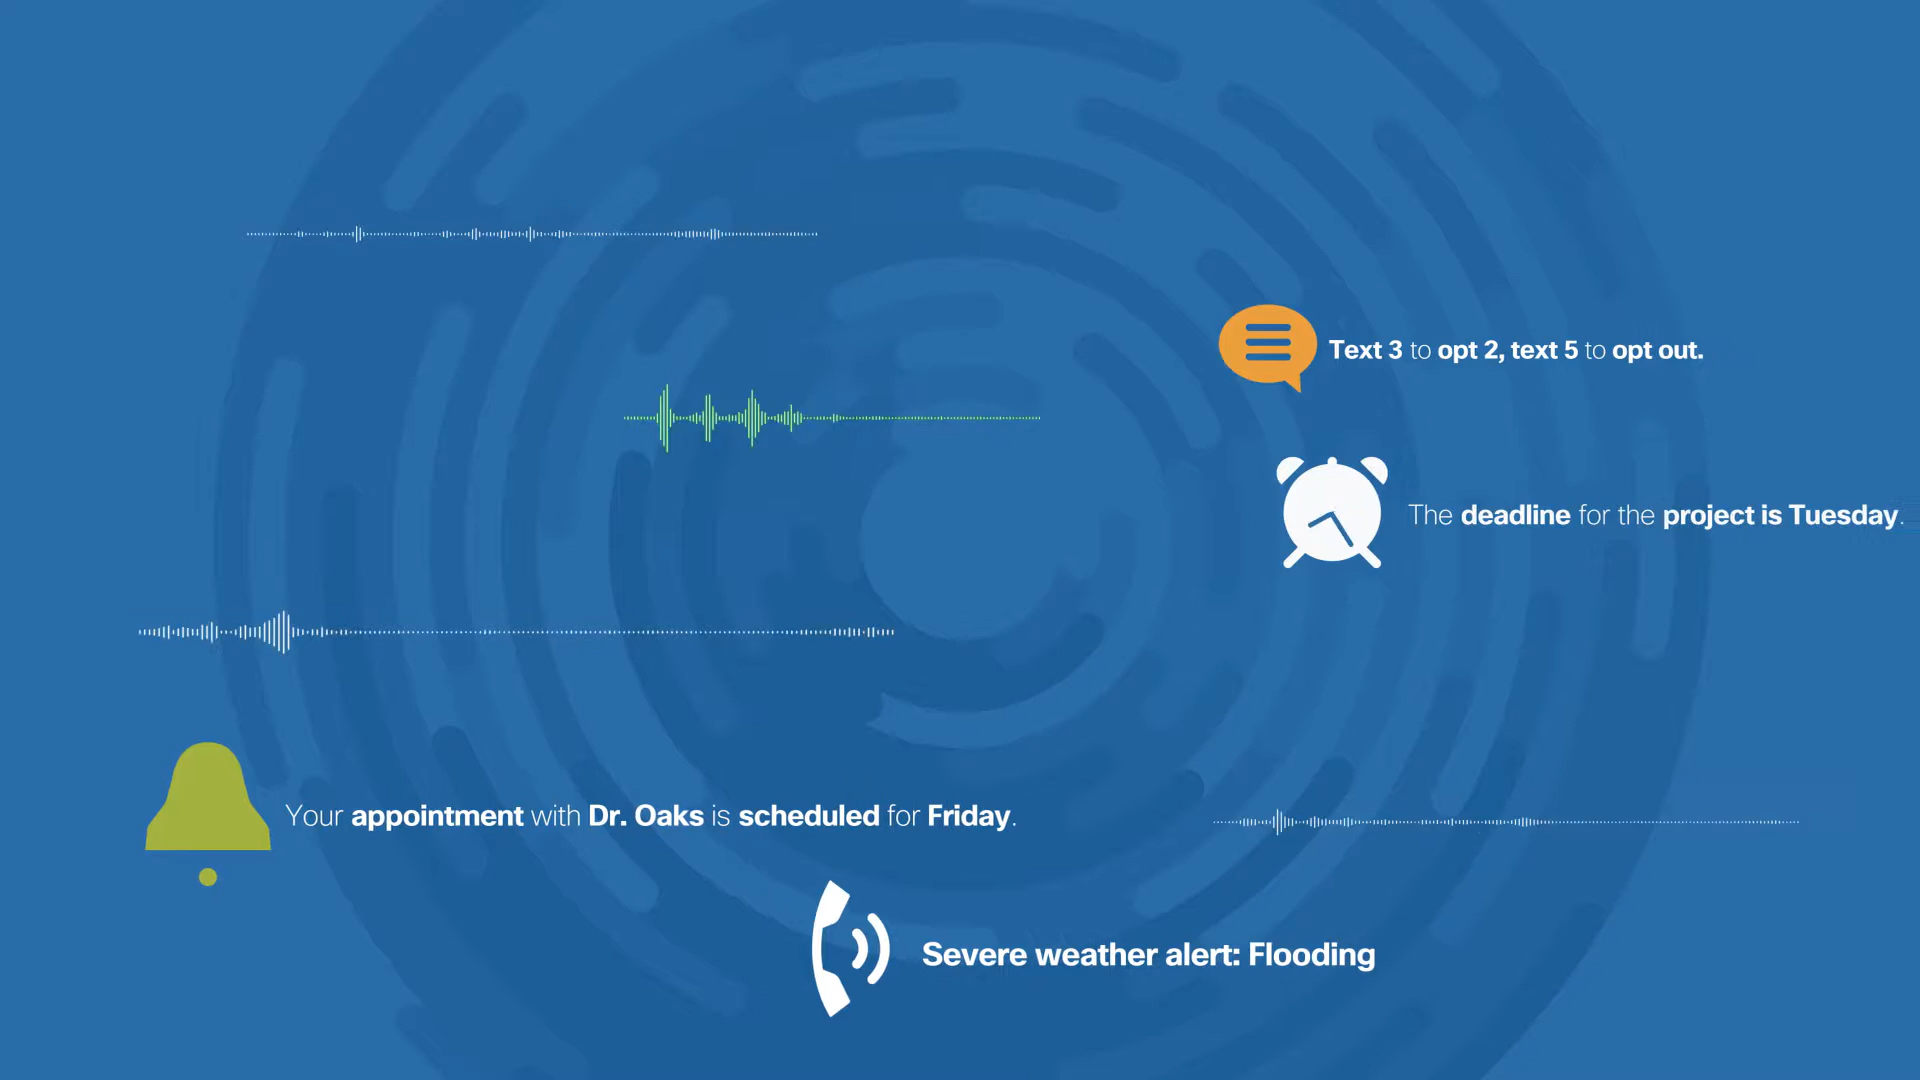 Text 3 to opt 2, text 5 to opt out.
The deadline for the project is Tuesday.
Your appointment with Dr. Oaks is scheduled for Friday.
Severe weather alert: Flooding